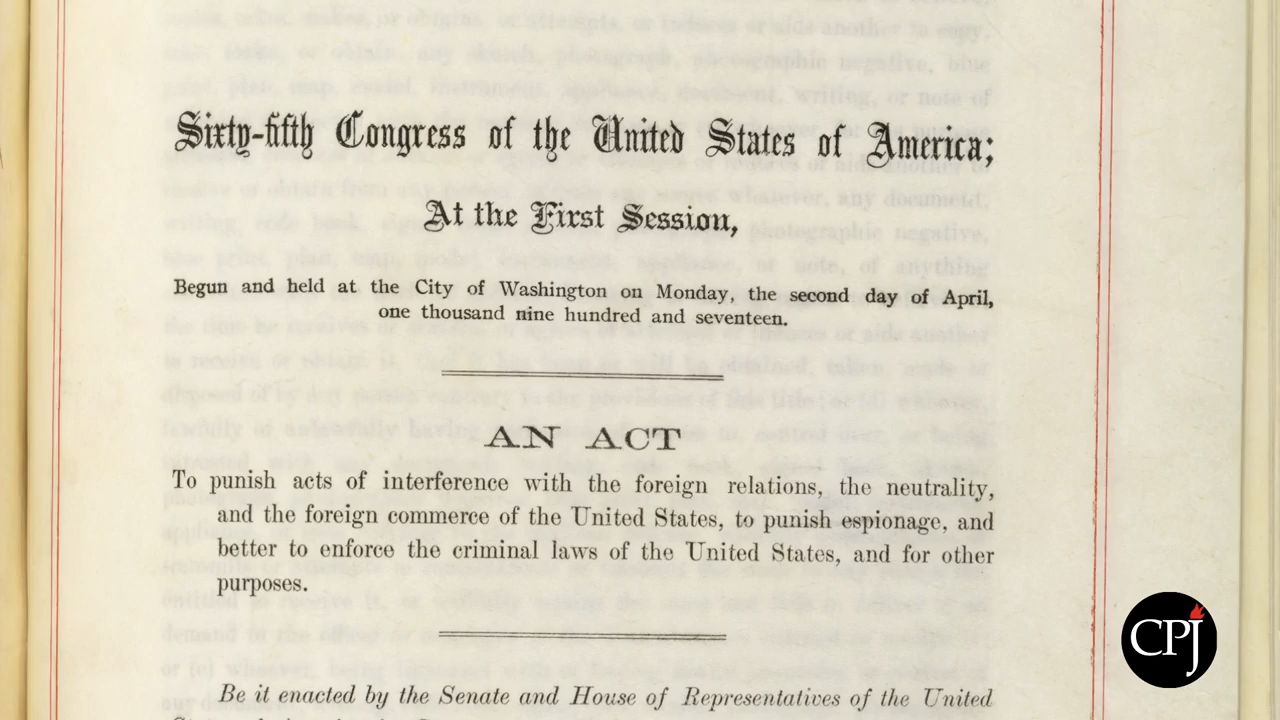 Sixty-fifth Congress of the United States of America;
At the First Session,
Begun and held at the City of Washington on Monday, the second day of April,
one thousand nine hundred and seventeen.
AN ACT
To punish acts of interference with the foreign relations, the neutrality,
and the foreign commerce of the United States, to punish espionage, and
better to enforce the criminal laws of the United States, and for other
purposes.
Be it enacted by the Senate and House of Representatives of the United
CPJ